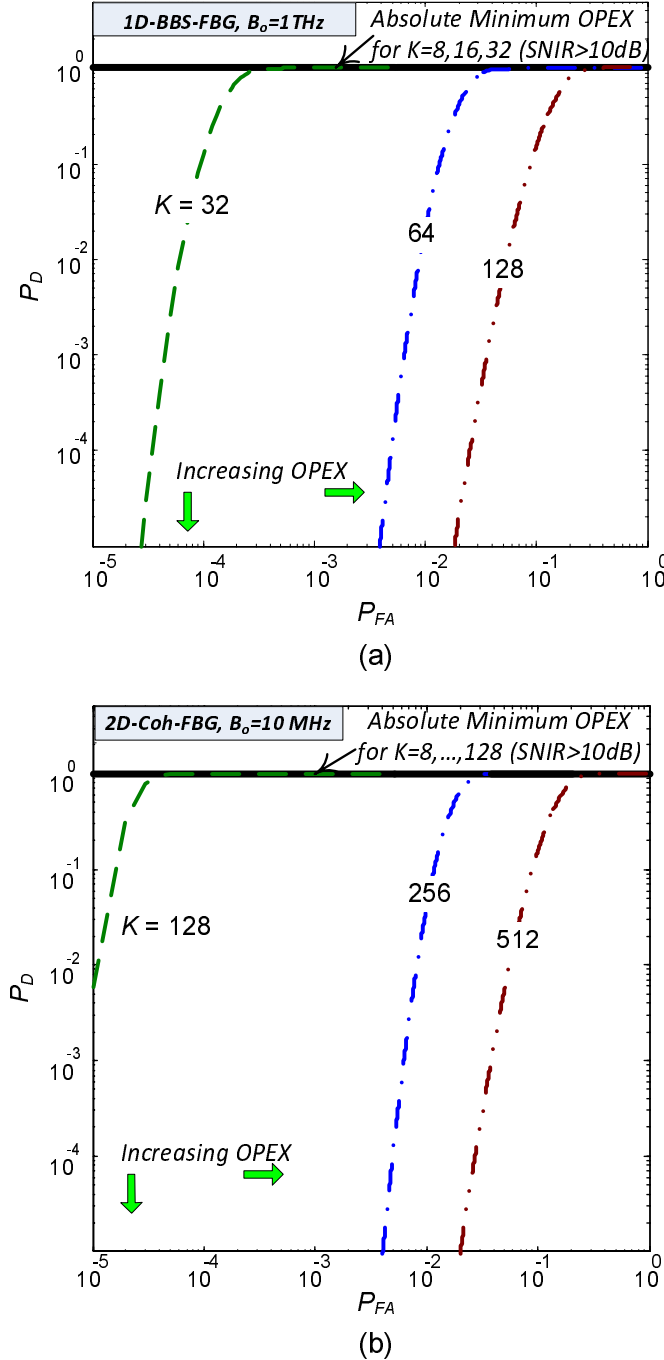 1D-BBS-FBG, Bo=1THz
Absolute Minimum OPEX
for K=8,16,32 (SNIR>10dB)
10^0
10^-1
10^-2
10^-3
10^-4
P_D
K = 32
64
128
Increasing OPEX
10^-5
10^-4
10^-3
10^-2
10^-1
10^0
P_FA
(a)
2D-Coh-FBG, Bo=10 MHz
Absolute Minimum OPEX
for K=8,...,128 (SNIR>10dB)
10^0
10^-1
10^-2
10^-3
10^-4
P_D
K = 128
256
512
Increasing OPEX
10^-5
10^-4
10^-3
10^-2
10^-1
10^0
P_FA
(b)